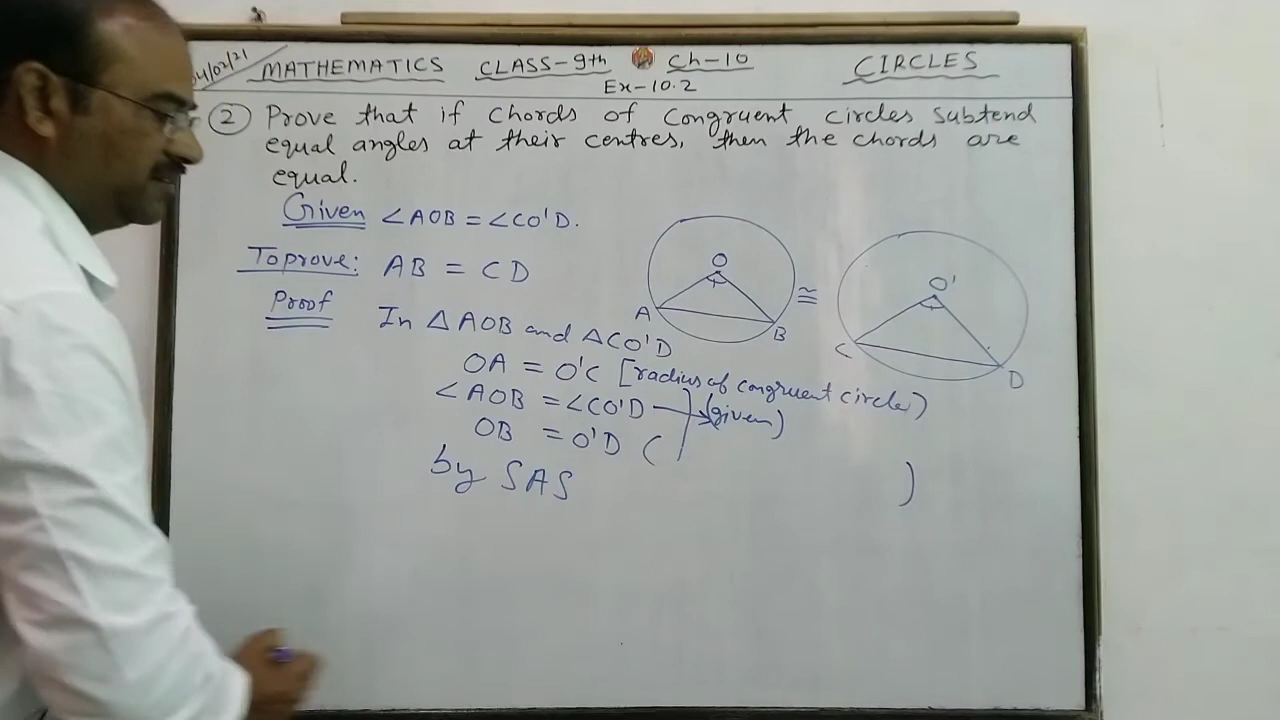 04/02/21 MATHEMATICS CLASS-9th Ch-10 CIRCLES
Ex-10.2
② Prove that if chords of congruent circles subtend
equal angles at their centres, then the chords are
equal.
Given ∠AOB = ∠CO'D.
To prove: AB = CD
Proof In △AOB and △CO'D
OA = O'C [radius of congruent circle)
∠AOB = ∠CO'D → (given)
OB = O'D (
by SAS )
O
A
B
≅
O'
C
D